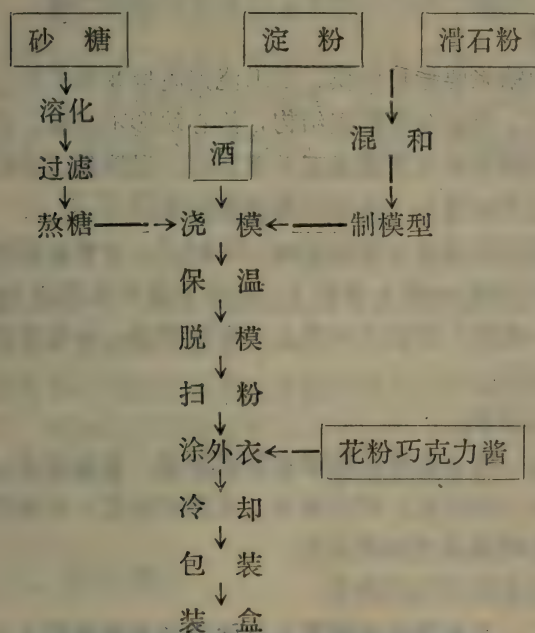 砂糖 淀粉 滑石粉
溶化
混和
酒
过滤
熬糖 浇模 制模型
保温
脱模
扫粉
涂外衣 花粉巧克力酱
冷却
包装
装盒